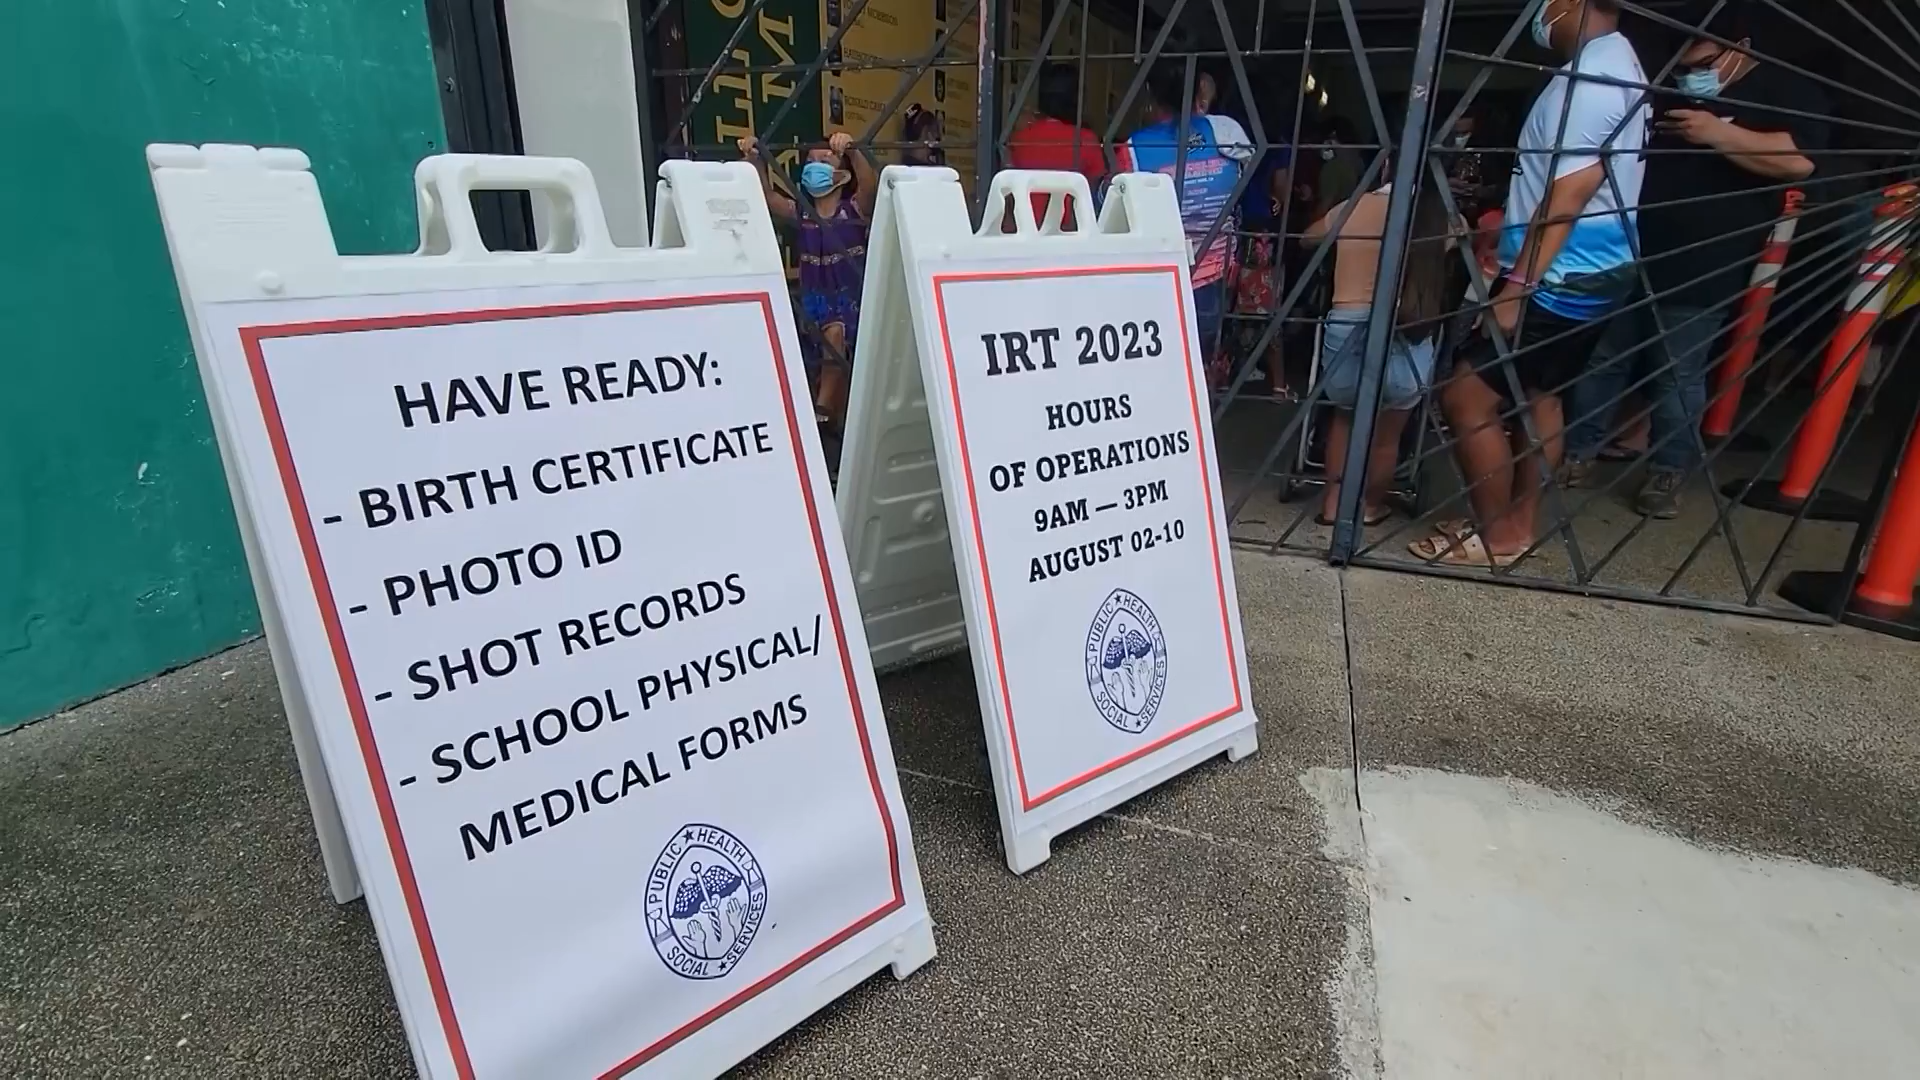 HAVE READY:
- BIRTH CERTIFICATE
- PHOTO ID
- SHOT RECORDS
- SCHOOL PHYSICAL/
MEDICAL FORMS
PUBLIC ★ HEALTH
SOCIAL ★ SERVICES
IRT 2023
HOURS
OF OPERATIONS
9AM — 3PM
AUGUST 02-10
PUBLIC ★ HEALTH
SOCIAL ★ SERVICES